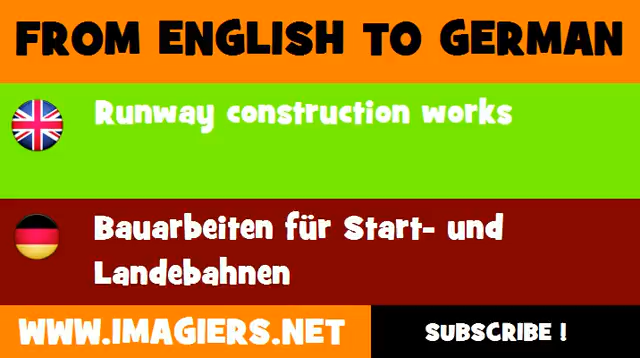 FROM ENGLISH TO GERMAN
Runway construction works
Bauarbeiten für Start- und
Landebahnen
WWW.IMAGIERS.NET
SUBSCRIBE !